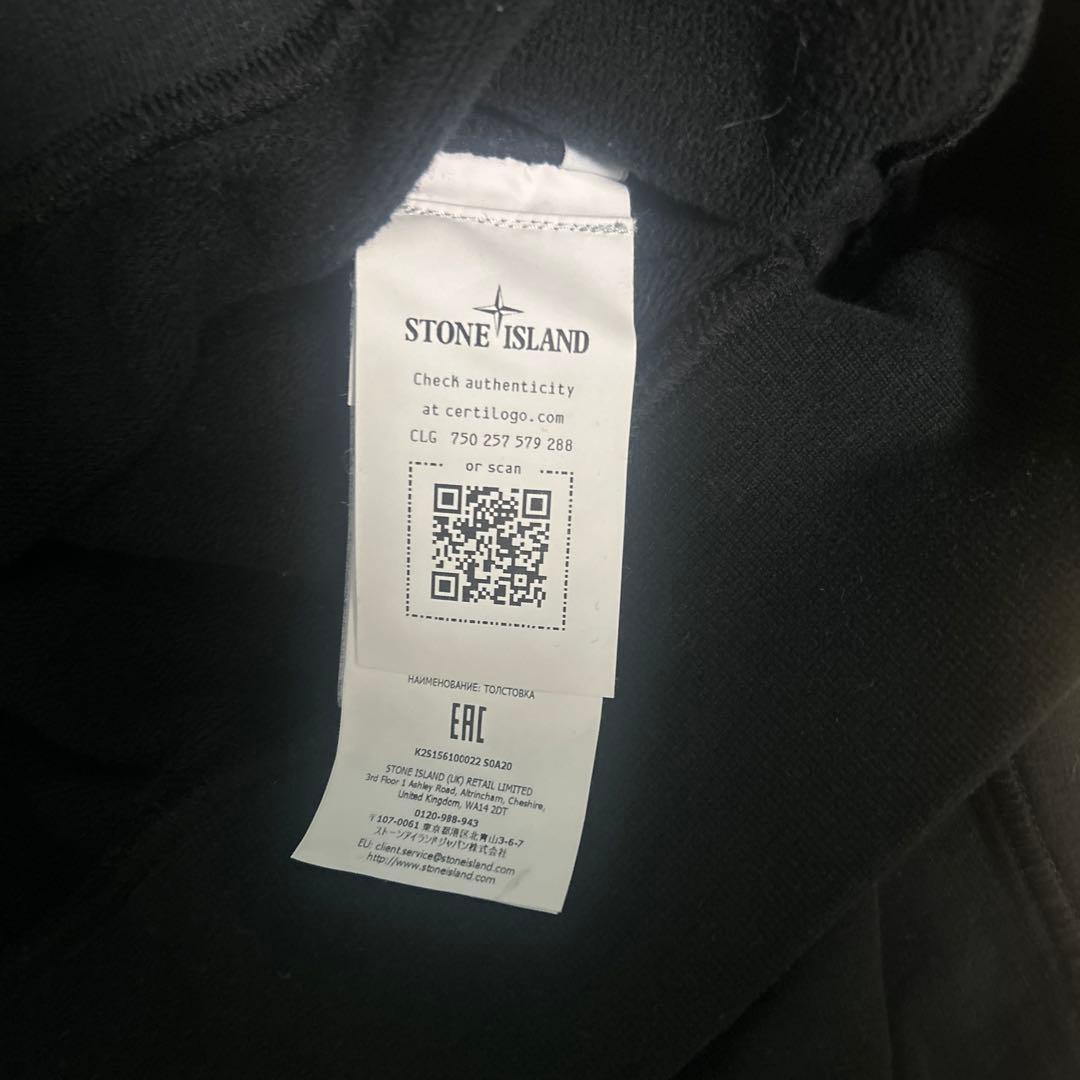 STONE ISLAND
Check authenticity
at certilogo.com
CLG 750 257 579 288
or scan
НАИМЕНОВАНИЕ: ТОЛСТОВКА
EAC
K2S156100022 S0A20
STONE ISLAND (UK) RETAIL LIMITED
3rd Floor 1 Ashley Road, Altrincham, Cheshire,
United Kingdom, WA14 2DT
0120-988-943
〒107-0061 東京都港区北青山3-6-7
ストーンアイランドジャパン株式会社
EU: client.service@stoneisland.com
http://www.stoneisland.com